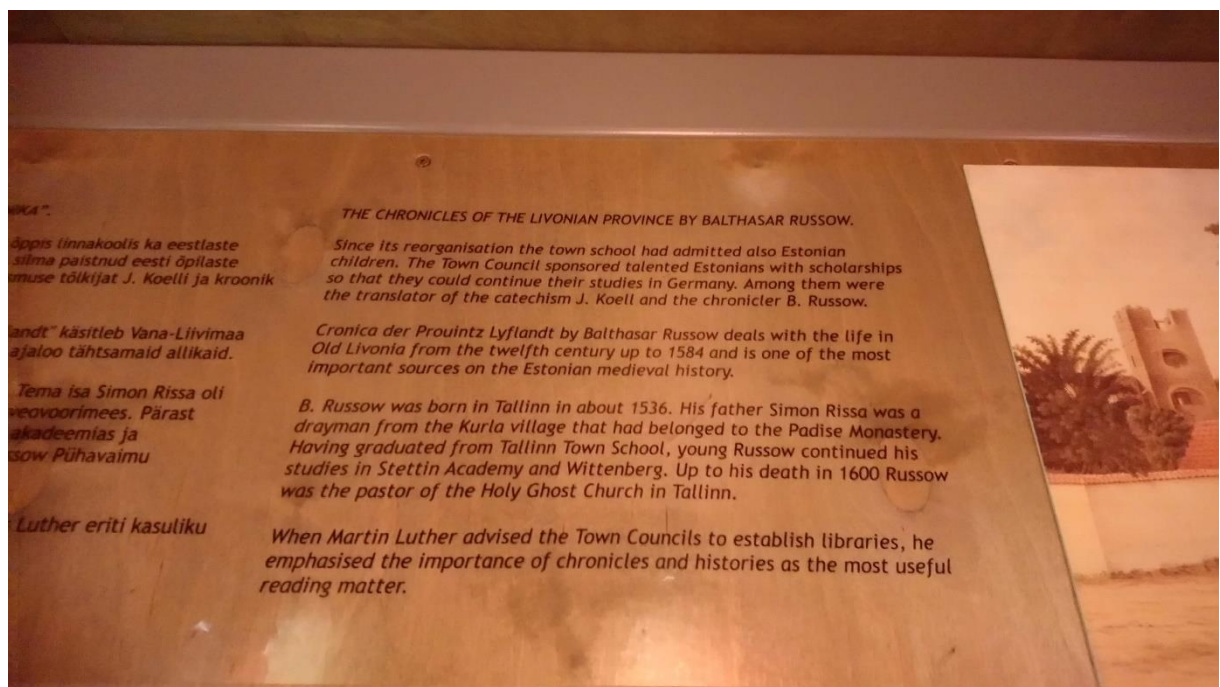 KKA".
õppis linnakoolis ka eestlaste
silma paistnud eesti õpilaste
smuse tõlkijat J. Koelli ja kroonik
landt" käsitleb Vana-Liivimaa
ajaloo tähtsamaid allikaid.
Tema isa Simon Rissa oli
veovoorimees. Pärast
akadeemias ja
ssow Pühavaimu
Luther eriti kasuliku
THE CHRONICLES OF THE LIVONIAN PROVINCE BY BALTHASAR RUSSOW.
Since its reorganisation the town school had admitted also Estonian
children. The Town Council sponsored talented Estonians with scholarships
so that they could continue their studies in Germany. Among them were
the translator of the catechism J. Koell and the chronicler B. Russow.
Cronica der Prouintz Lyflandt by Balthasar Russow deals with the life in
Old Livonia from the twelfth century up to 1584 and is one of the most
important sources on the Estonian medieval history.
B. Russow was born in Tallinn in about 1536. His father Simon Rissa was a
drayman from the Kurla village that had belonged to the Padise Monastery.
Having graduated from Tallinn Town School, young Russow continued his
studies in Stettin Academy and Wittenberg. Up to his death in 1600 Russow
was the pastor of the Holy Ghost Church in Tallinn.
When Martin Luther advised the Town Councils to establish libraries, he
emphasised the importance of chronicles and histories as the most useful
reading matter.